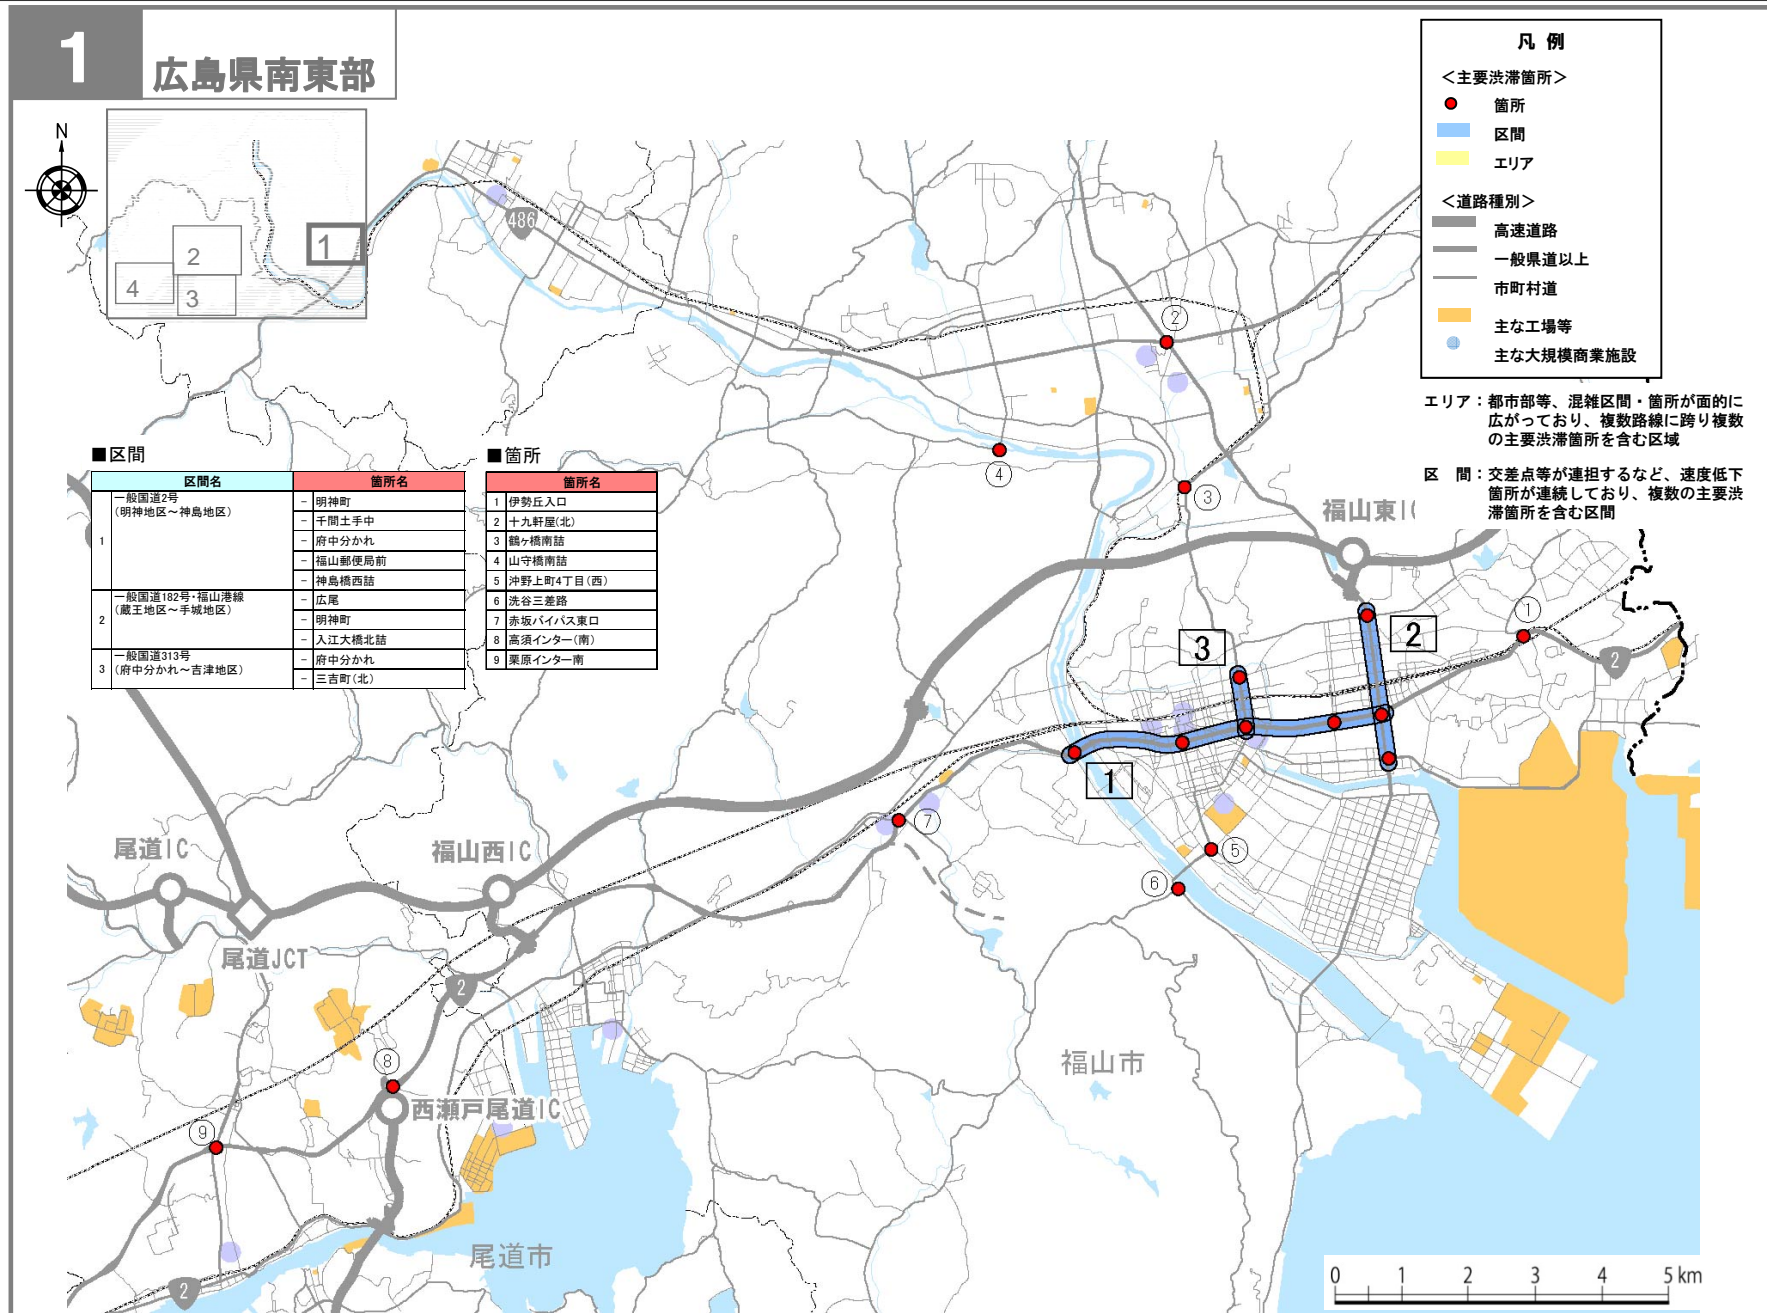 1
広島県南東部
N
1
2
3
4
凡 例
＜主要渋滞箇所＞
箇所
区間
エリア
＜道路種別＞
高速道路
一般県道以上
市町村道
主な工場等
主な大規模商業施設
エリア：都市部等、混雑区間・箇所が面的に
広がっており、複数路線に跨り複数
の主要渋滞箇所を含む区域
区　間：交差点等が連担するなど、速度低下
箇所が連続しており、複数の主要渋
滞箇所を含む区間
■区間
区間名 箇所名
1 一般国道2号
(明神地区～神島地区)
－ 明神町
－ 千間土手中
－ 府中分かれ
－ 福山郵便局前
－ 神島橋西詰
2 一般国道182号・福山港線
(蔵王地区～手城地区)
－ 広尾
－ 明神町
－ 入江大橋北詰
3 一般国道313号
(府中分かれ～吉津地区)
－ 府中分かれ
－ 三吉町(北)
■箇所
箇所名
1 伊勢丘入口
2 十九軒屋(北)
3 鶴ヶ橋南詰
4 山守橋南詰
5 沖野上町4丁目(西)
6 洗谷三差路
7 赤坂バイパス東口
8 高須インター(南)
9 栗原インター南
486
②
④
③
福山東IC
①
2
3
2
1
⑦
⑤
⑥
尾道IC
福山西IC
尾道JCT
2
⑧
西瀬戸尾道IC
⑨
福山市
尾道市
2
0 1 2 3 4 5 km